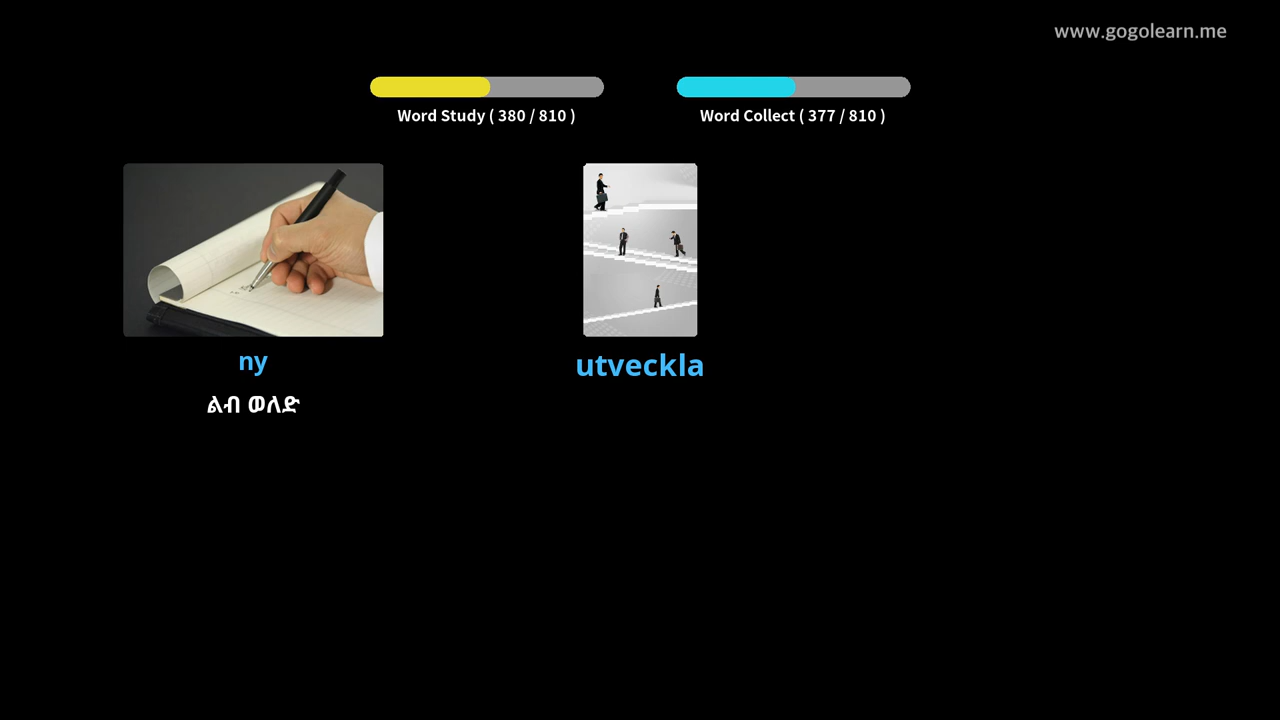 www.gogolearn.me
Word Study ( 380 / 810 )
Word Collect ( 377 / 810 )
ny
ልብ ወለድ
utveckla